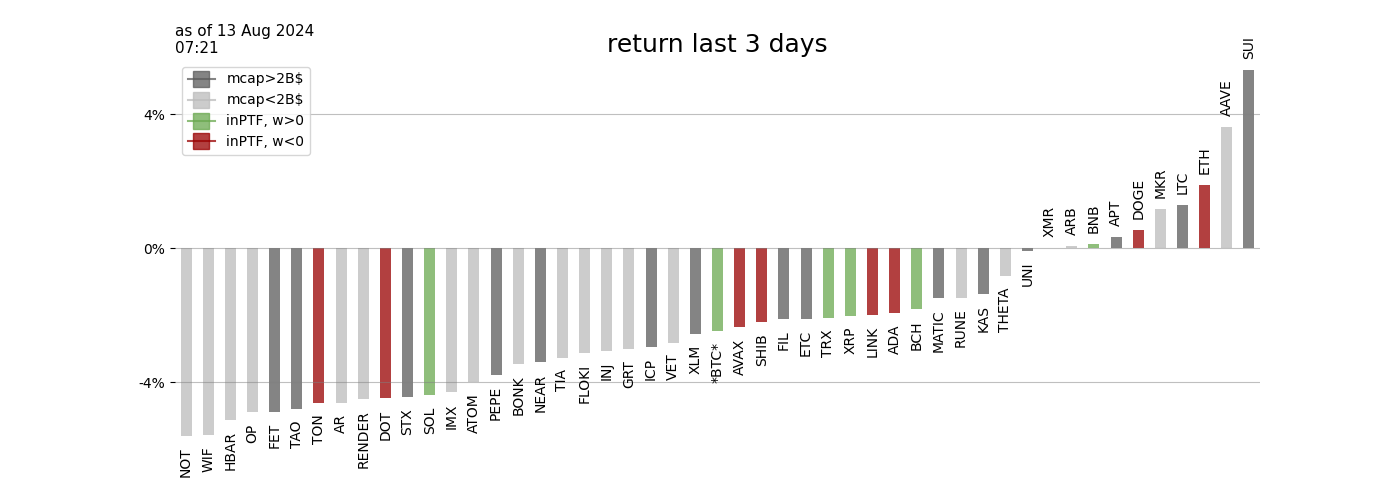 as of 13 Aug 2024
07:21
return last 3 days
mcap>2B$
mcap<2B$
inPTF, w>0
inPTF, w<0
4%
0%
-4%
NOT
WIF
HBAR
OP
FET
TAO
TON
AR
RENDER
DOT
STX
SOL
IMX
ATOM
PEPE
BONK
NEAR
TIA
FLOKI
INJ
GRT
ICP
VET
XLM
*BTC*
AVAX
SHIB
FIL
ETC
TRX
XRP
LINK
ADA
BCH
MATIC
RUNE
KAS
THETA
UNI
XMR
ARB
BNB
APT
DOGE
MKR
LTC
ETH
AAVE
SUI